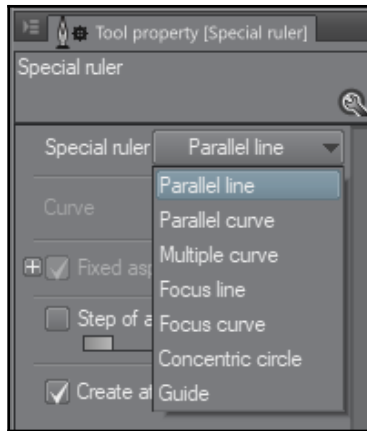 Tool property [Special ruler]
Special ruler
Special ruler Parallel line
Parallel line
Curve
Parallel curve
Multiple curve
Fixed asp
Focus line
Step of a
Focus curve
Concentric circle
Create at
Guide